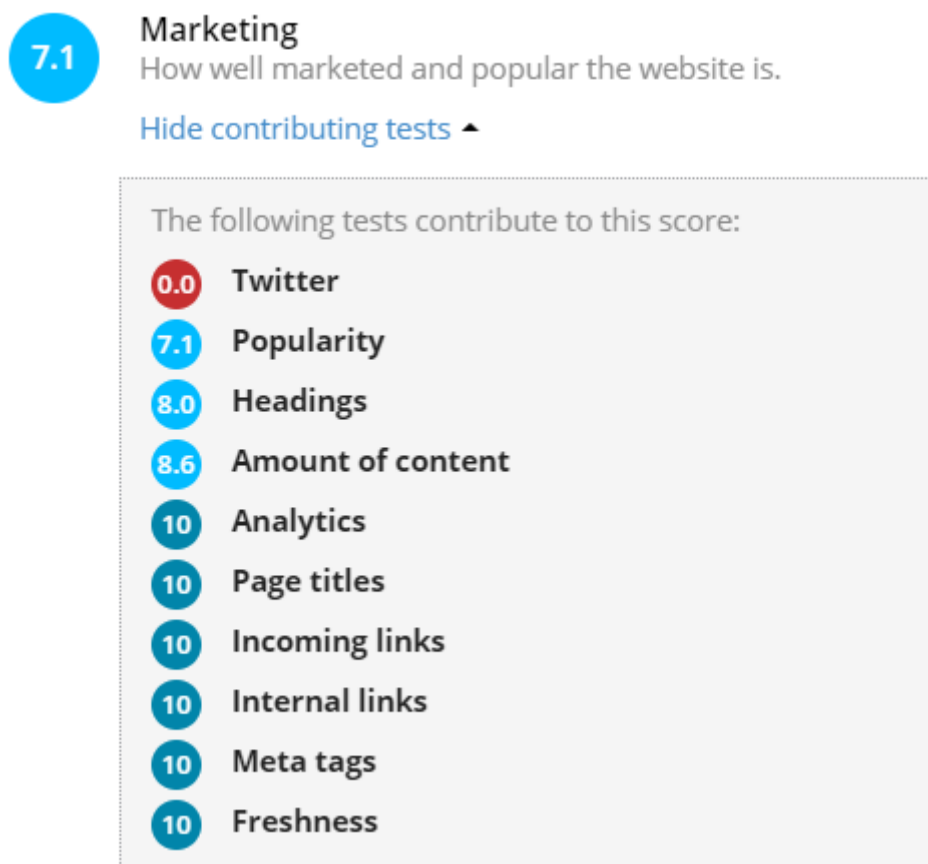 7.1
Marketing
How well marketed and popular the website is.
Hide contributing tests
The following tests contribute to this score:
0.0 Twitter
7.1 Popularity
8.0 Headings
8.6 Amount of content
10 Analytics
10 Page titles
10 Incoming links
10 Internal links
10 Meta tags
10 Freshness